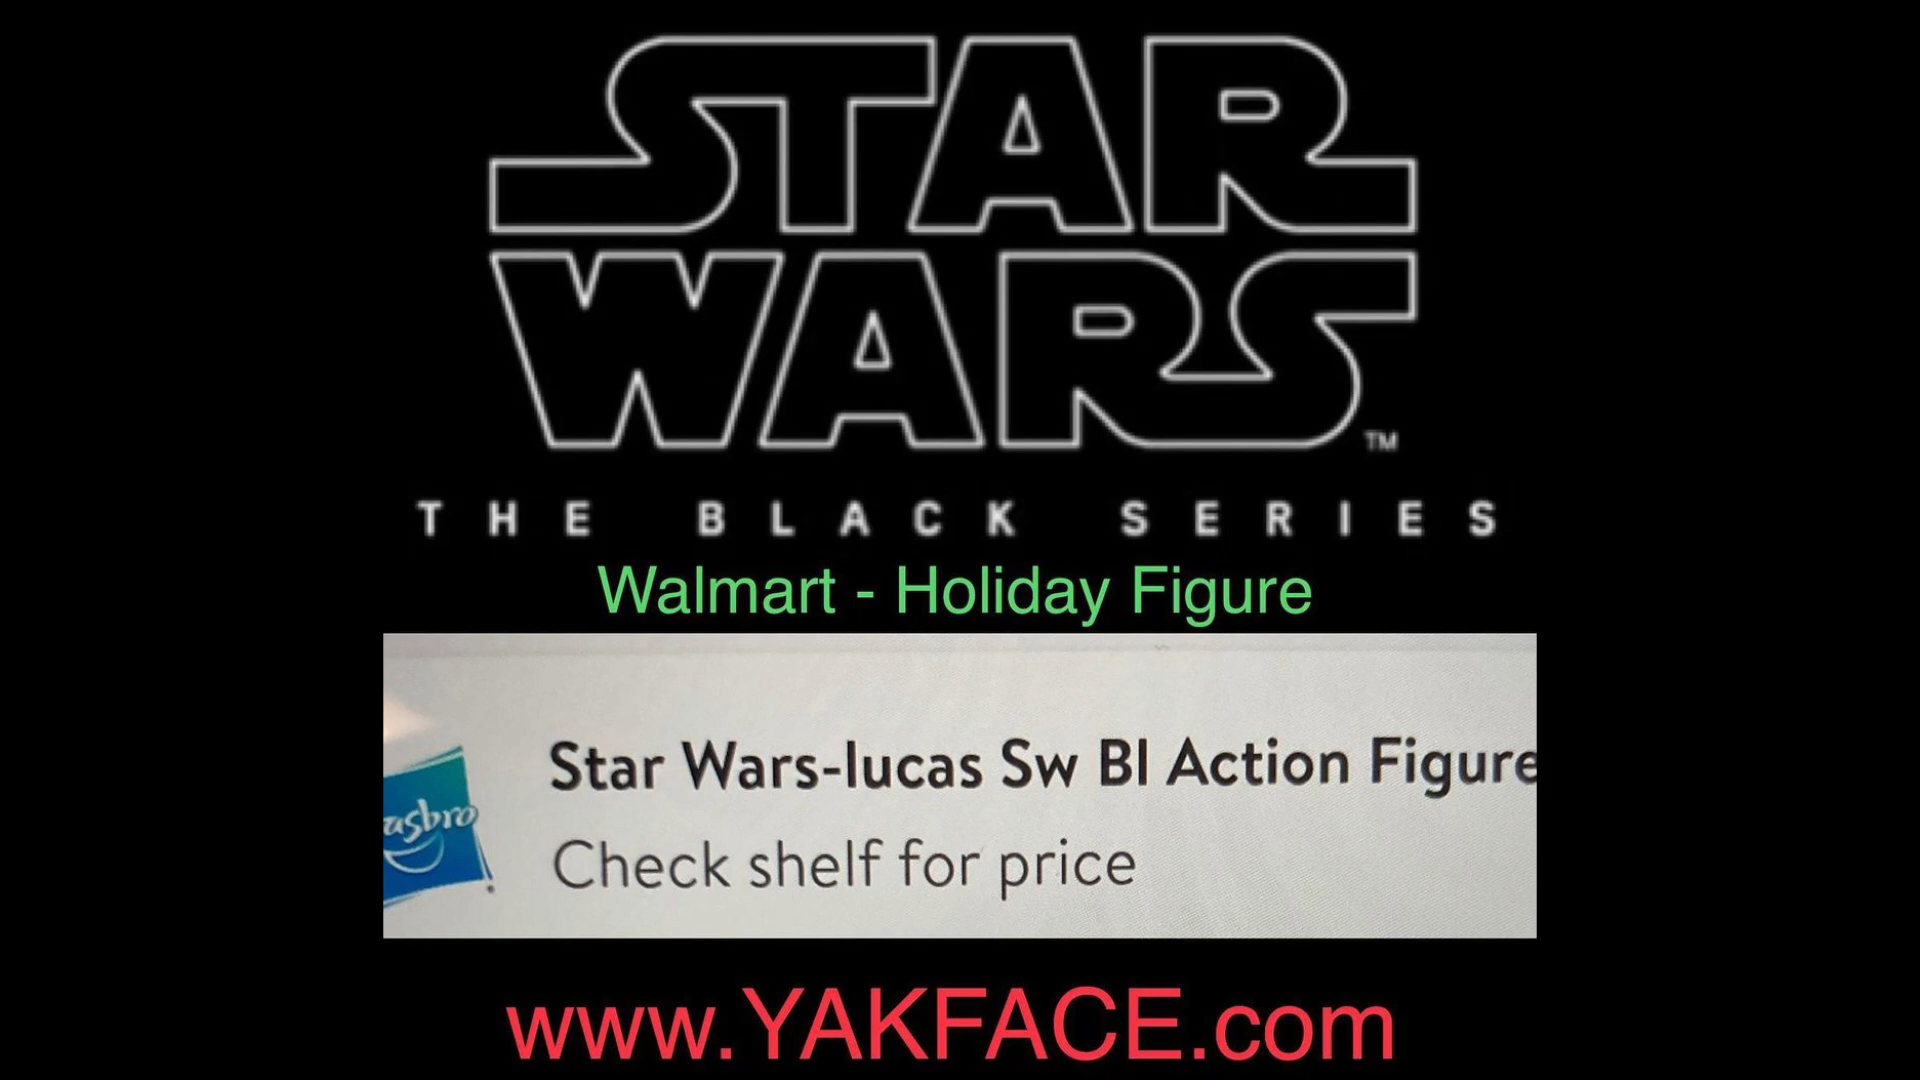 STAR
WARS
TM
THE BLACK SERIES
Walmart - Holiday Figure
Star Wars-lucas Sw Bl Action Figure
asbro
Check shelf for price
www.YAKFACE.com